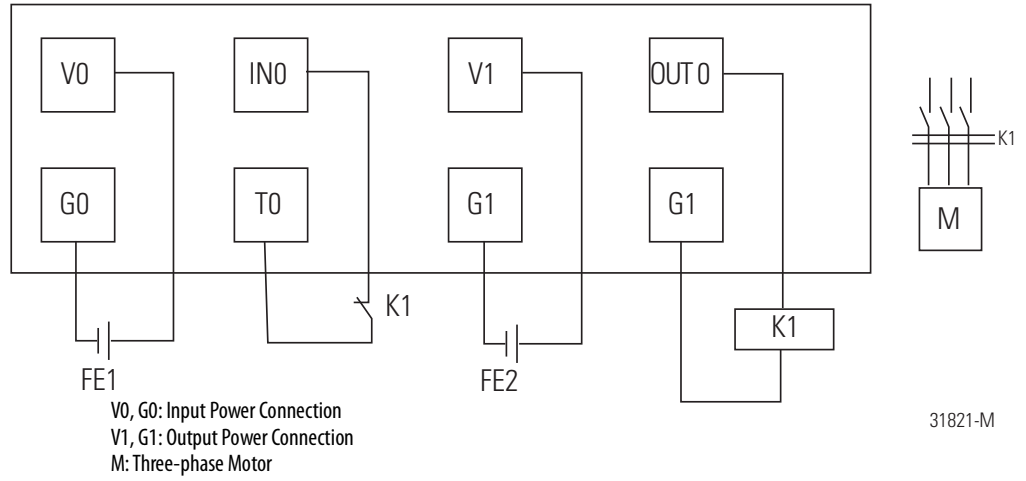 V0
IN0
V1
OUT 0
G0
T0
G1
G1
K1
M
K1
K1
FE1
FE2
V0, G0: Input Power Connection
V1, G1: Output Power Connection
M: Three-phase Motor
31821-M